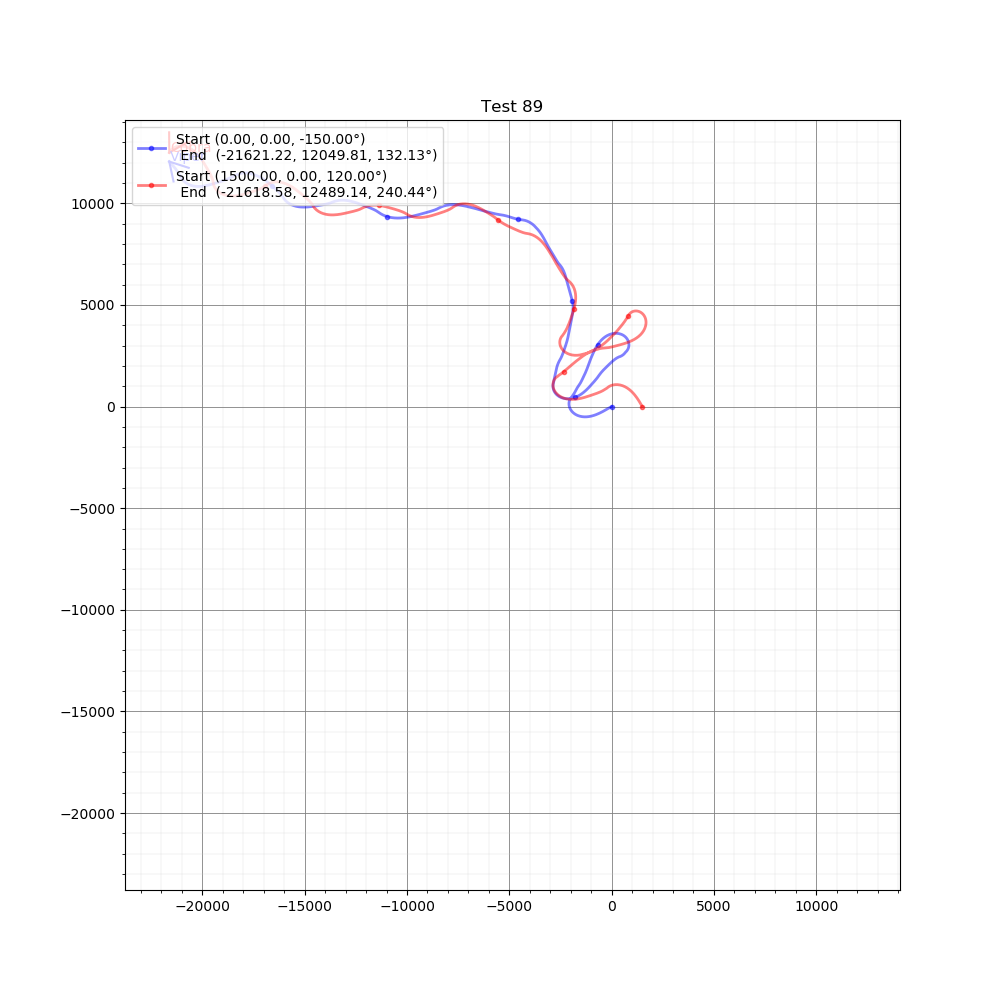 Test 89
Start (0.00, 0.00, -150.00°)
End (-21621.22, 12049.81, 132.13°)
Start (1500.00, 0.00, 120.00°)
End (-21618.58, 12489.14, 240.44°)
10000
5000
0
−5000
−10000
−15000
−20000
−20000 −15000 −10000 −5000 0 5000 10000